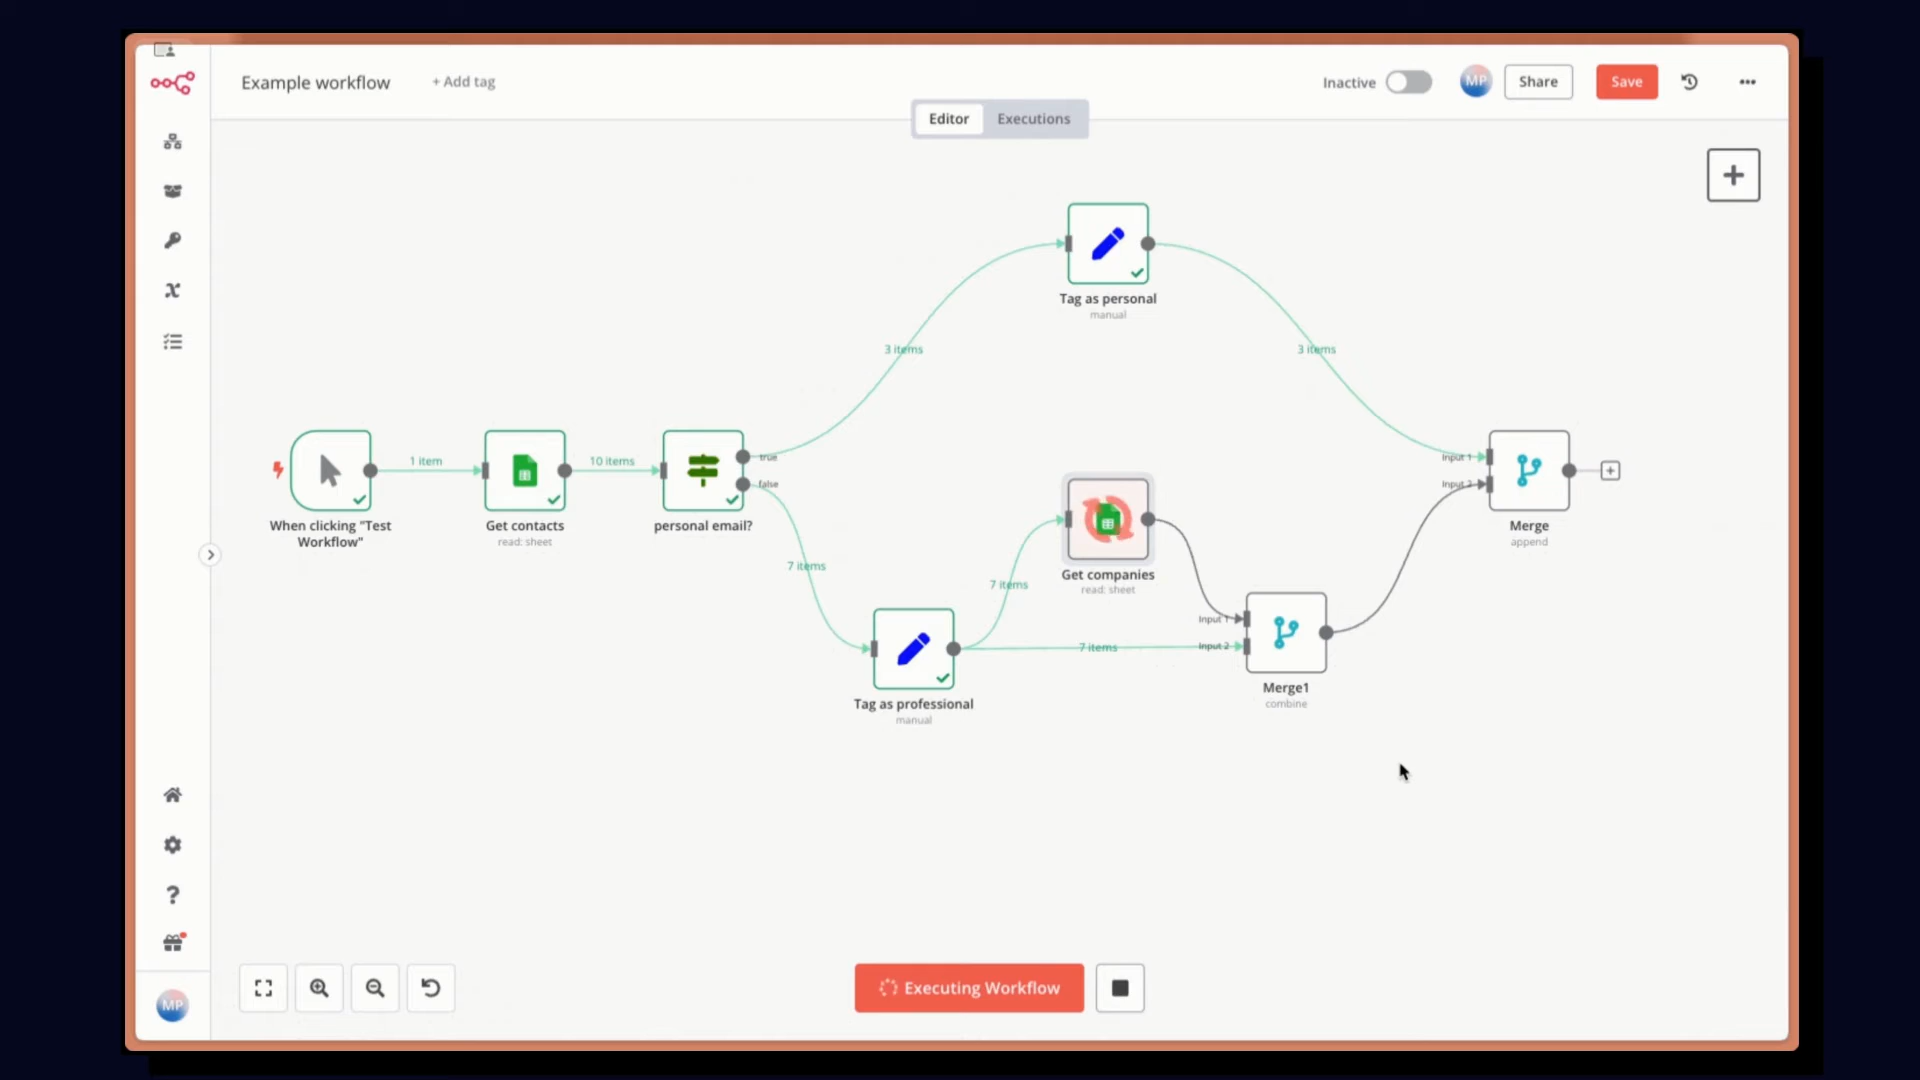 Example workflow
+ Add tag
Inactive
MP
Share
Save
Editor
Executions
Tag as personal
manual
3 items
3 items
When clicking "Test
Workflow"
1 item
Get contacts
read: sheet
10 items
personal email?
true
false
7 items
Tag as professional
manual
7 items
7 items
Get companies
read: sheet
Input 1
Input 2
Merge1
combine
Input 1
Input 2
Merge
append
MP
Executing Workflow